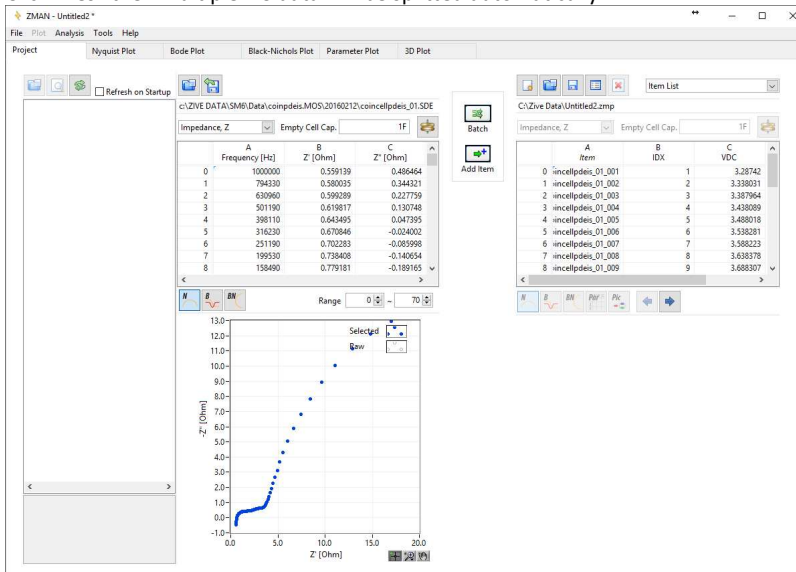 ZMAN - Untitled2 *
File Plot Analysis Tools Help
Project Nyquist Plot Bode Plot Black-Nichols Plot Parameter Plot 3D Plot
Refresh on Startup
Item List
c:\ZIVE DATA\SM6\Data\coinpdeis.MOS\20160212\coincellpdeis_01.SDE
C:\Zive Data\Untitled2.zmp
Impedance, Z Empty Cell Cap. 1F
Batch
Impedance, Z Empty Cell Cap. 1F
Add Item
A B C
Frequency [Hz] Z' [Ohm] Z" [Ohm]
0 1000000 0.559139 0.486464
1 794330 0.580035 0.344321
2 630960 0.599289 0.227759
3 501190 0.619817 0.130748
4 398110 0.643495 0.047395
5 316230 0.670846 -0.024002
6 251190 0.702283 -0.085998
7 199530 0.738408 -0.140654
8 158490 0.779181 -0.189165
A B C
Item IDX VDC
0 incellpdeis_01_001 1 3.28742
1 incellpdeis_01_002 2 3.338031
2 incellpdeis_01_003 3 3.387964
3 incellpdeis_01_004 4 3.438089
4 incellpdeis_01_005 5 3.488018
5 incellpdeis_01_006 6 3.538281
6 incellpdeis_01_007 7 3.588223
7 incellpdeis_01_008 8 3.638378
8 incellpdeis_01_009 9 3.688307
N B BN Range 0 ~ 70
N B BN Par Pic
Selected
Raw
13.0
12.0
11.0
10.0
9.0
8.0
7.0
6.0
5.0
4.0
3.0
2.0
1.0
0.0
-1.0
-Z" [Ohm]
0.0 5.0 10.0 15.0 20.0
Z' [Ohm]